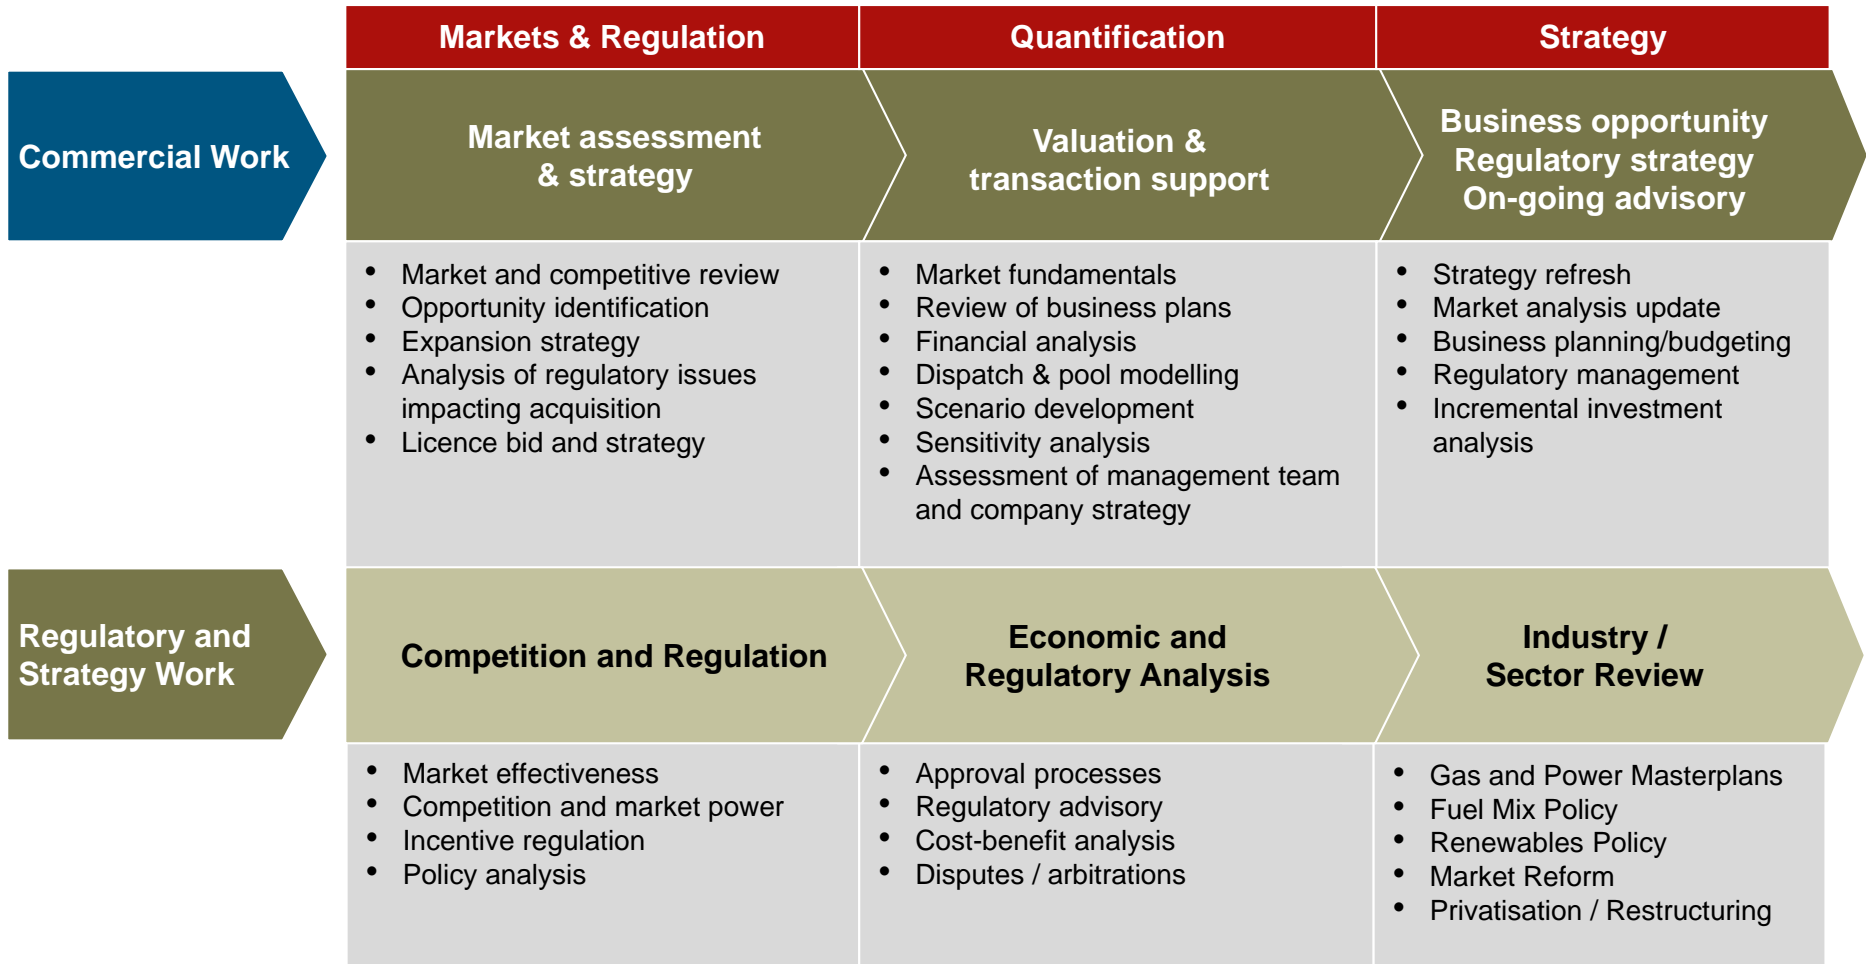 Markets & Regulation
Quantification
Strategy
Commercial Work
Market assessment
& strategy
Valuation &
transaction support
Business opportunity
Regulatory strategy
On-going advisory
• Market and competitive review
• Opportunity identification
• Expansion strategy
• Analysis of regulatory issues
impacting acquisition
• Licence bid and strategy
• Market fundamentals
• Review of business plans
• Financial analysis
• Dispatch & pool modelling
• Scenario development
• Sensitivity analysis
• Assessment of management team
and company strategy
• Strategy refresh
• Market analysis update
• Business planning/budgeting
• Regulatory management
• Incremental investment
analysis
Regulatory and
Strategy Work
Competition and Regulation
Economic and
Regulatory Analysis
Industry /
Sector Review
• Market effectiveness
• Competition and market power
• Incentive regulation
• Policy analysis
• Approval processes
• Regulatory advisory
• Cost-benefit analysis
• Disputes / arbitrations
• Gas and Power Masterplans
• Fuel Mix Policy
• Renewables Policy
• Market Reform
• Privatisation / Restructuring